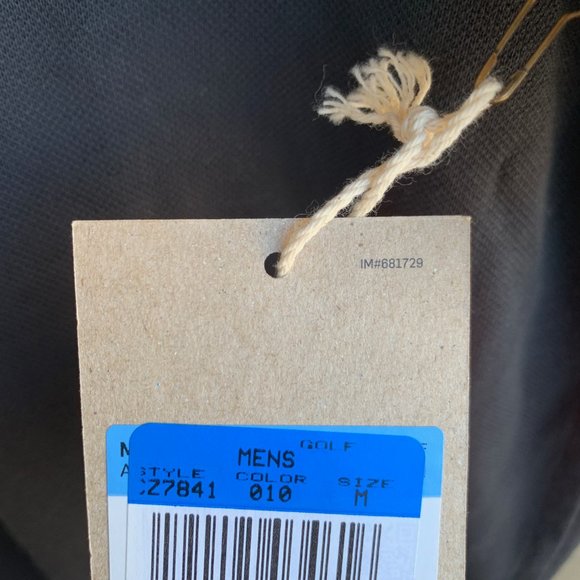 IM#681729
GOLF
MENS
STYLE COLOR SIZE
Z7841 010 M